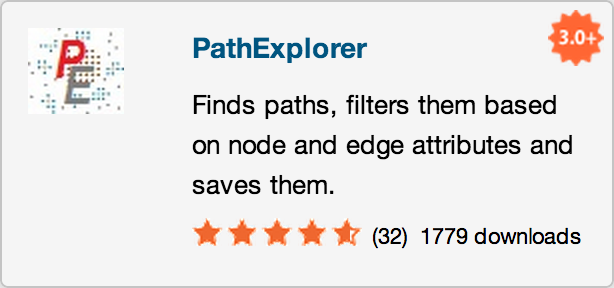 PE
PathExplorer
3.0+
Finds paths, filters them based
on node and edge attributes and
saves them.
(32) 1779 downloads